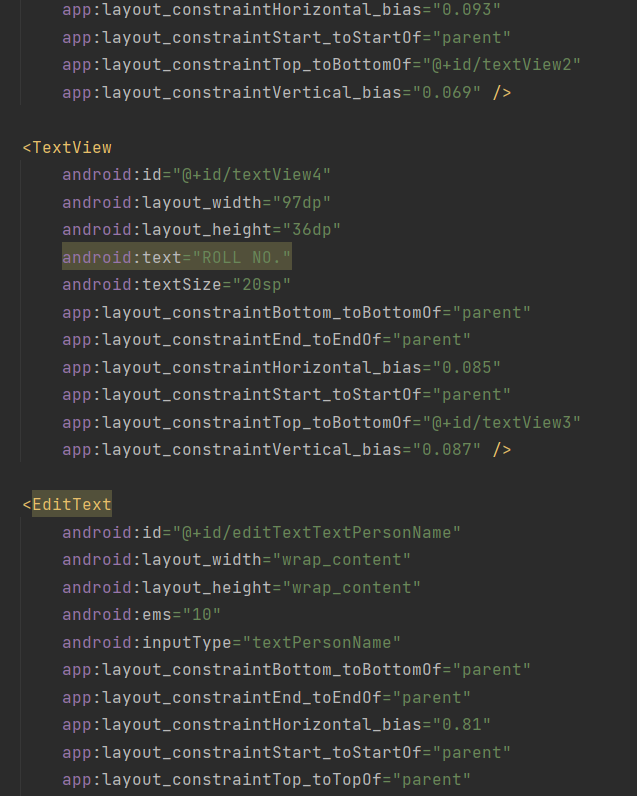 app:layout_constraintHorizontal_bias="0.093"
app:layout_constraintStart_toStartOf="parent"
app:layout_constraintTop_toBottomOf="@+id/textView2"
app:layout_constraintVertical_bias="0.069" />
<TextView
android:id="@+id/textView4"
android:layout_width="97dp"
android:layout_height="36dp"
android:text="ROLL NO."
android:textSize="20sp"
app:layout_constraintBottom_toBottomOf="parent"
app:layout_constraintEnd_toEndOf="parent"
app:layout_constraintHorizontal_bias="0.085"
app:layout_constraintStart_toStartOf="parent"
app:layout_constraintTop_toBottomOf="@+id/textView3"
app:layout_constraintVertical_bias="0.087" />
<EditText
android:id="@+id/editTextTextPersonName"
android:layout_width="wrap_content"
android:layout_height="wrap_content"
android:ems="10"
android:inputType="textPersonName"
app:layout_constraintBottom_toBottomOf="parent"
app:layout_constraintEnd_toEndOf="parent"
app:layout_constraintHorizontal_bias="0.81"
app:layout_constraintStart_toStartOf="parent"
app:layout_constraintTop_toTopOf="parent"